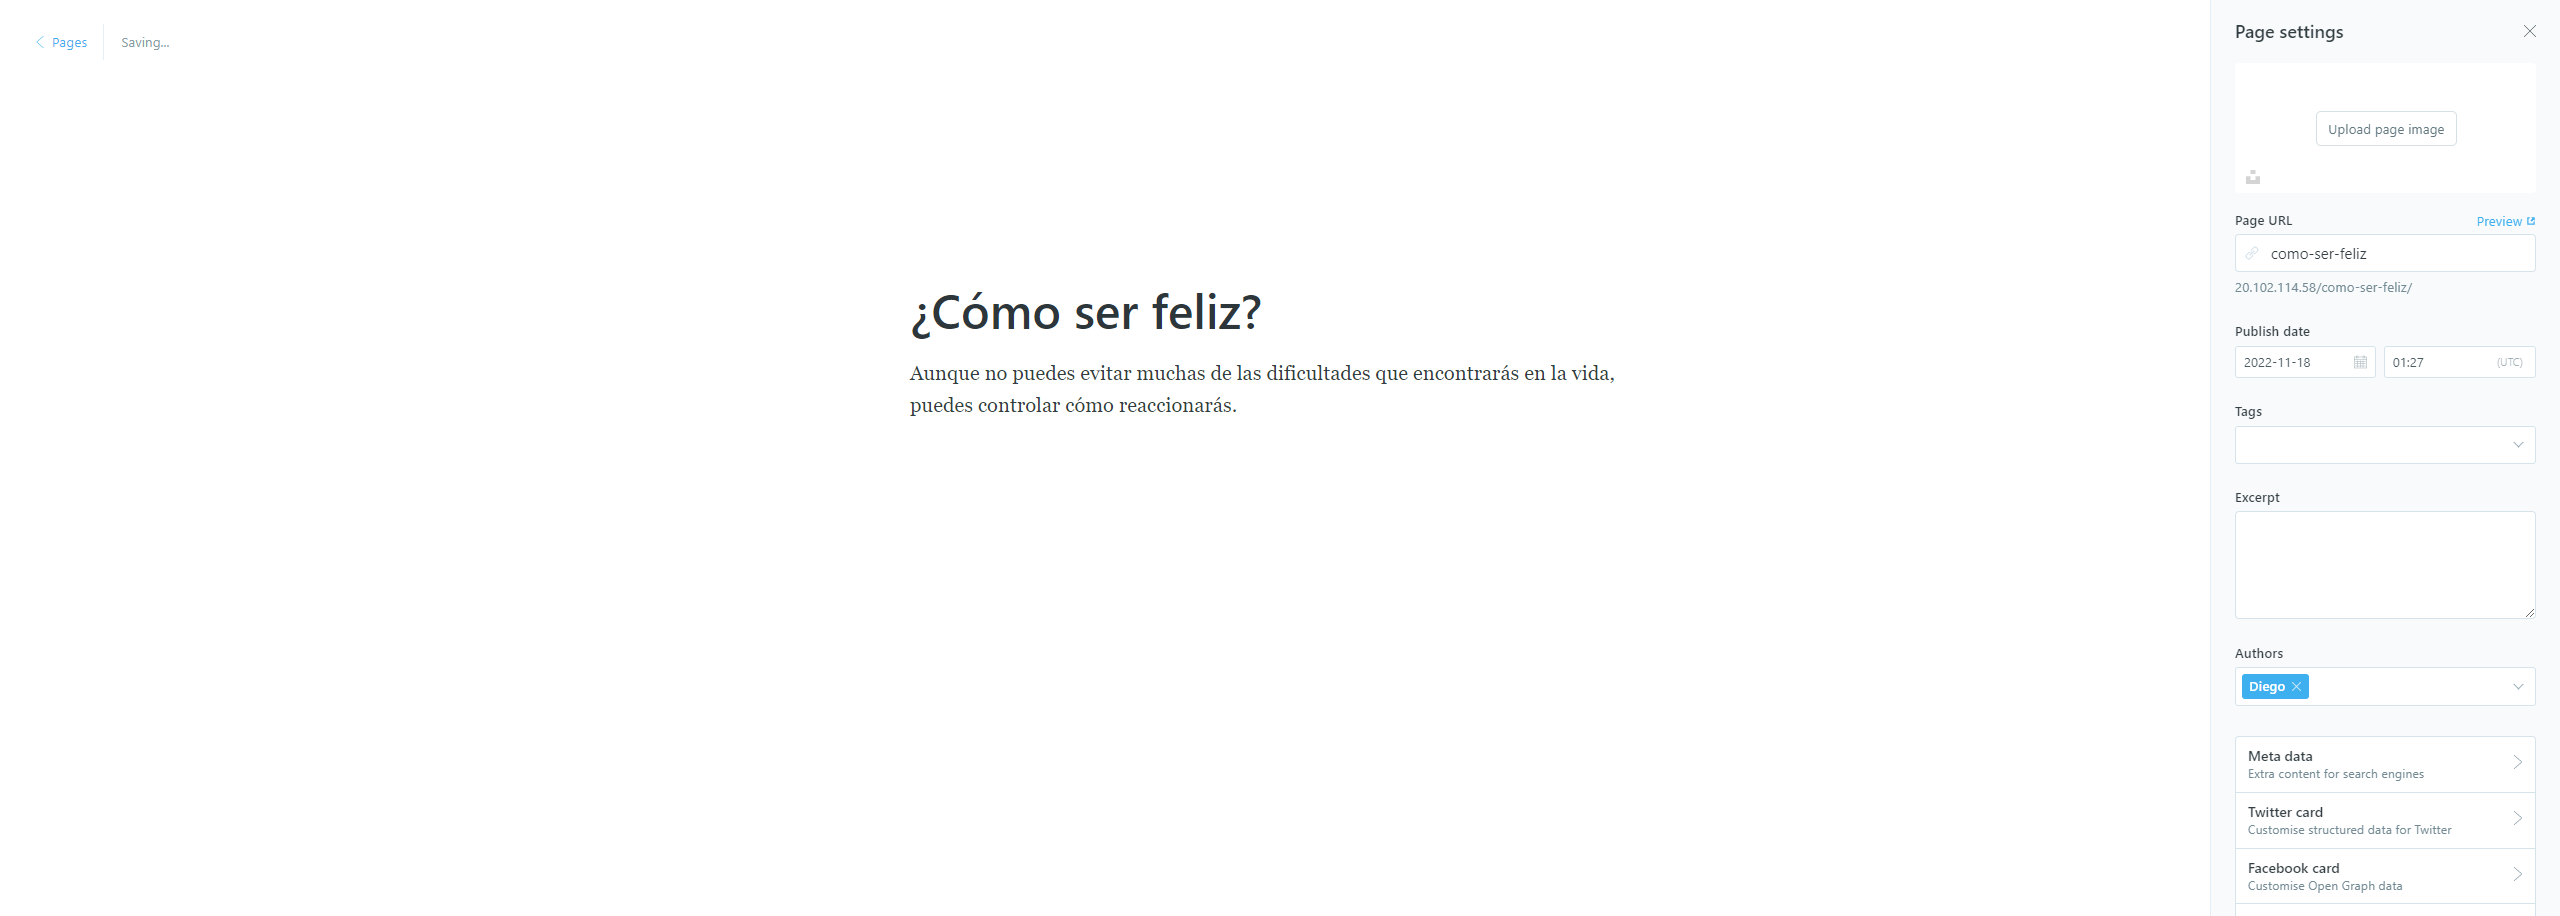 Pages
Saving...
¿Cómo ser feliz?
Aunque no puedes evitar muchas de las dificultades que encontrarás en la vida,
puedes controlar cómo reaccionarás.
Page settings
Upload page image
Page URL Preview
como-ser-feliz
20.102.114.58/como-ser-feliz/
Publish date
2022-11-18 01:27 (UTC)
Tags
Excerpt
Authors
Diego
Meta data
Extra content for search engines
Twitter card
Customise structured data for Twitter
Facebook card
Customise Open Graph data